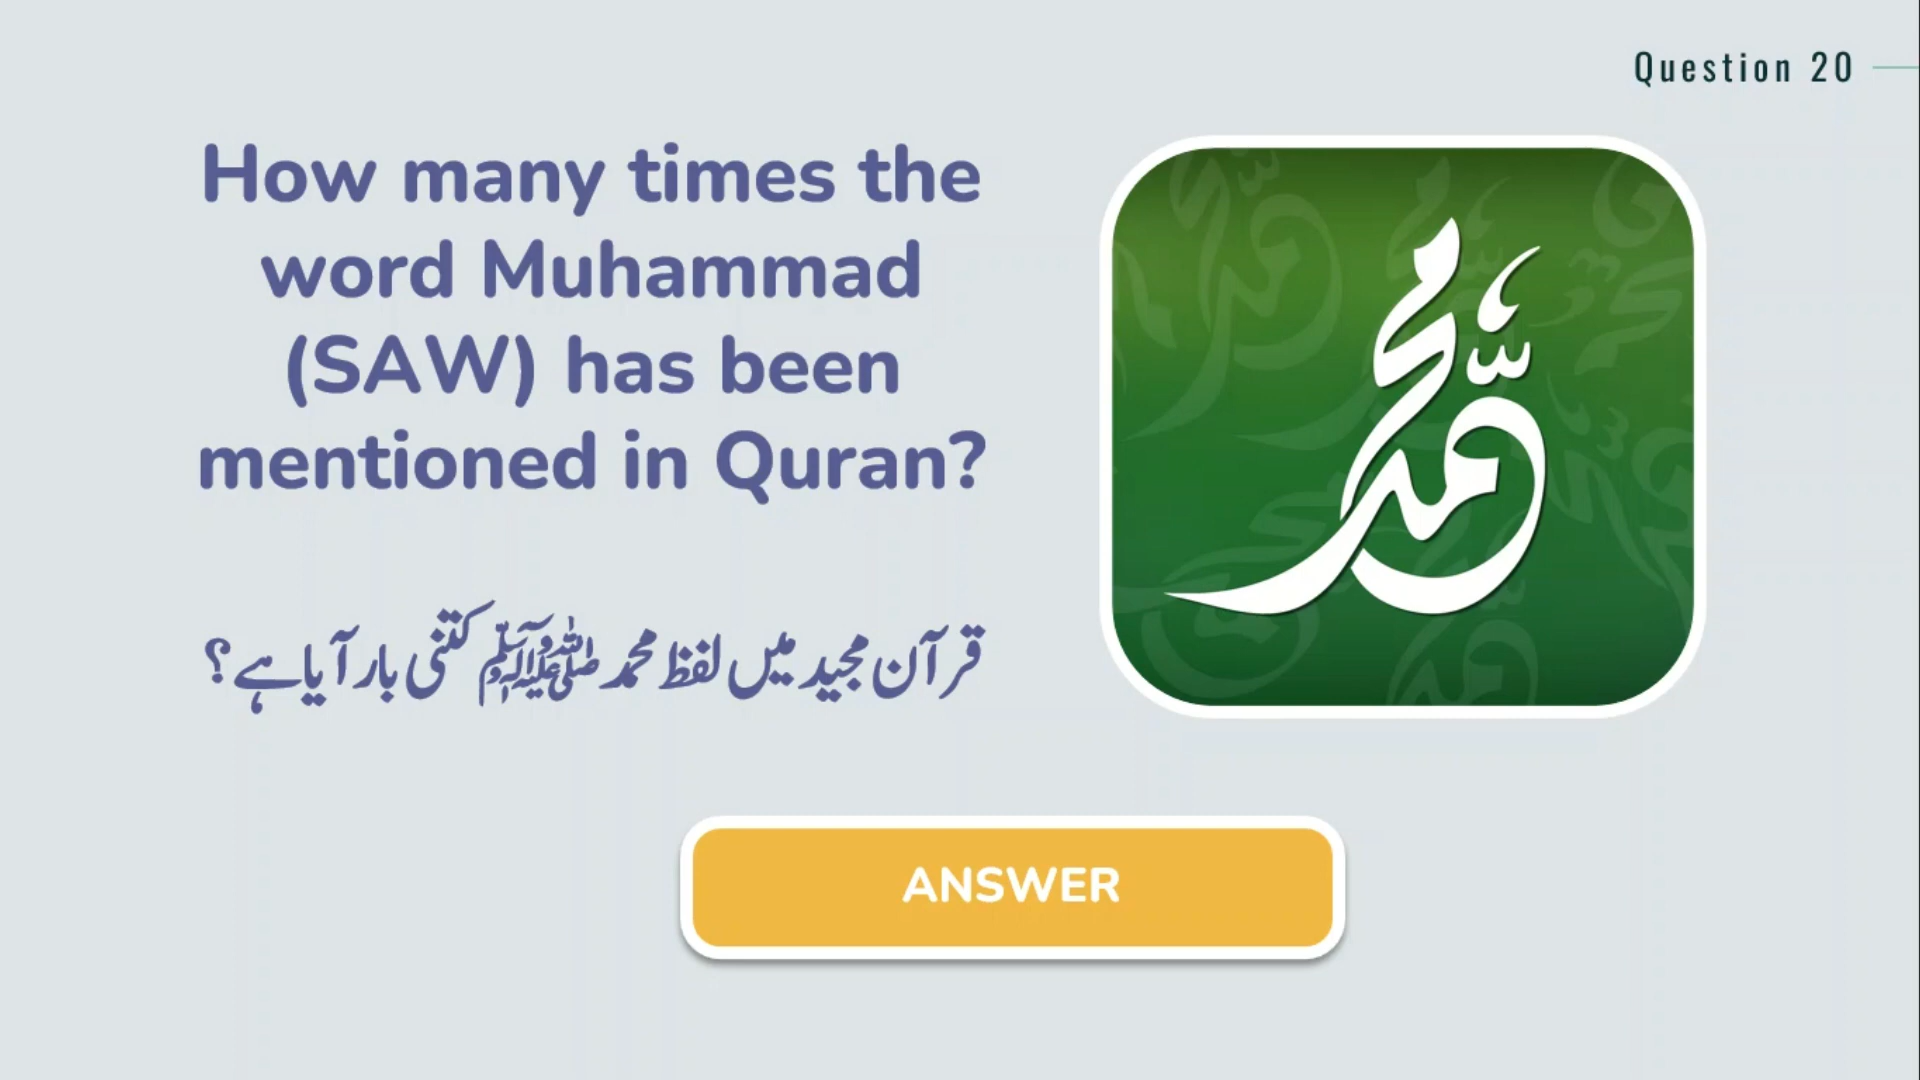 Question 20
How many times the
word Muhammad
(SAW) has been
mentioned in Quran?
قرآن مجید میں لفظ محمد ﷺ کتنی بار آیا ہے؟
محمد
ANSWER